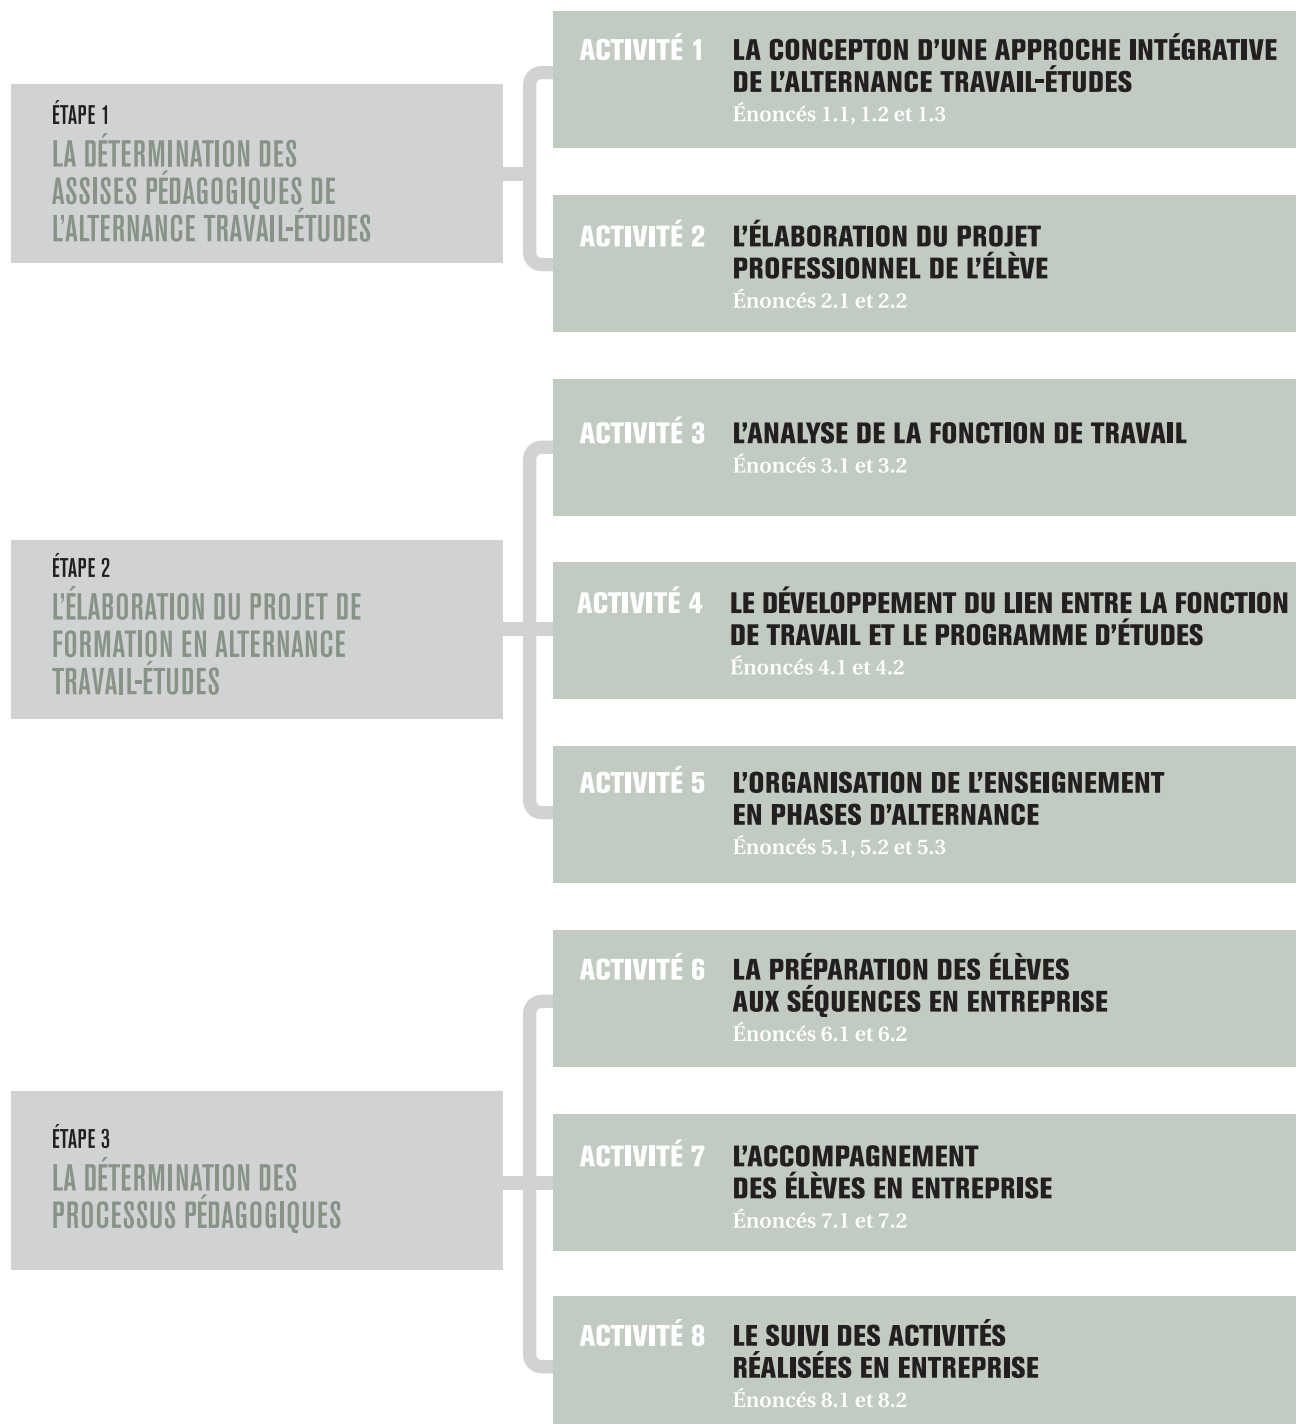 ÉTAPE 1
LA DÉTERMINATION DES
ASSISES PÉDAGOGIQUES DE
L'ALTERNANCE TRAVAIL-ÉTUDES
ACTIVITÉ 1 LA CONCEPTON D'UNE APPROCHE INTÉGRATIVE
DE L'ALTERNANCE TRAVAIL-ÉTUDES
Énoncés 1.1, 1.2 et 1.3
ACTIVITÉ 2 L'ÉLABORATION DU PROJET
PROFESSIONNEL DE L'ÉLÈVE
Énoncés 2.1 et 2.2
ÉTAPE 2
L'ÉLABORATION DU PROJET DE
FORMATION EN ALTERNANCE
TRAVAIL-ÉTUDES
ACTIVITÉ 3 L'ANALYSE DE LA FONCTION DE TRAVAIL
Énoncés 3.1 et 3.2
ACTIVITÉ 4 LE DÉVELOPPEMENT DU LIEN ENTRE LA FONCTION
DE TRAVAIL ET LE PROGRAMME D'ÉTUDES
Énoncés 4.1 et 4.2
ACTIVITÉ 5 L'ORGANISATION DE L'ENSEIGNEMENT
EN PHASES D'ALTERNANCE
Énoncés 5.1, 5.2 et 5.3
ÉTAPE 3
LA DÉTERMINATION DES
PROCESSUS PÉDAGOGIQUES
ACTIVITÉ 6 LA PRÉPARATION DES ÉLÈVES
AUX SÉQUENCES EN ENTREPRISE
Énoncés 6.1 et 6.2
ACTIVITÉ 7 L'ACCOMPAGNEMENT
DES ÉLÈVES EN ENTREPRISE
Énoncés 7.1 et 7.2
ACTIVITÉ 8 LE SUIVI DES ACTIVITÉS
RÉALISÉES EN ENTREPRISE
Énoncés 8.1 et 8.2